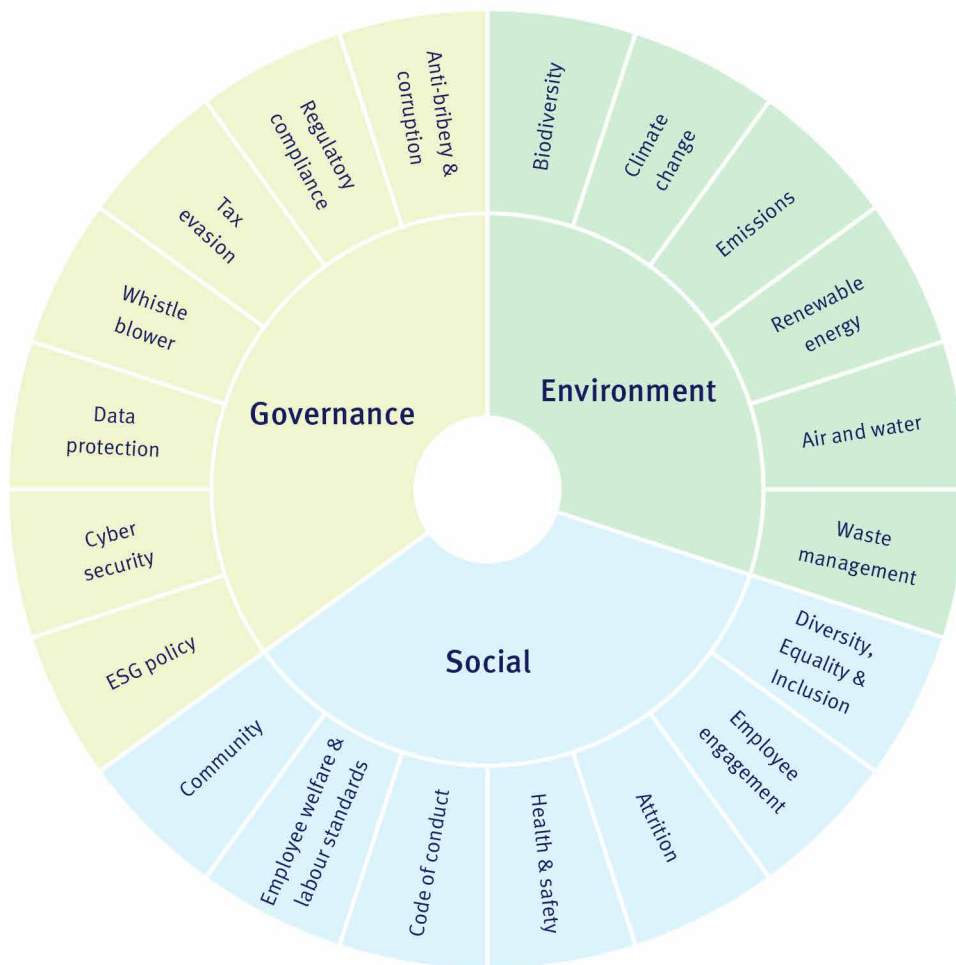 Environment
Biodiversity
Climate
change
Emissions
Renewable
energy
Air and water
Waste
management
Social
Diversity,
Equality &
Inclusion
Employee
engagement
Attrition
Health & safety
Code of conduct
Employee welfare &
labour standards
Community
Governance
ESG policy
Cyber
security
Data
protection
Whistle
blower
Tax
evasion
Regulatory
compliance
Anti-bribery &
corruption